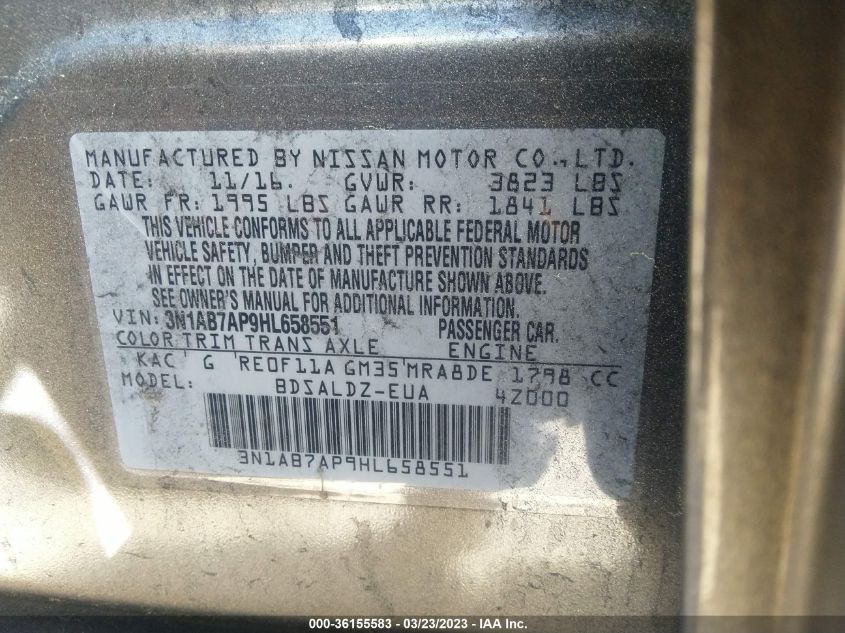 MANUFACTURED BY NISSAN MOTOR CO.,LTD.
DATE: 11/16. GVWR: 3823 LBS
GAWR FR: 1995 LBS GAWR RR: 1841 LBS
THIS VEHICLE CONFORMS TO ALL APPLICABLE FEDERAL MOTOR
VEHICLE SAFETY, BUMPER AND THEFT PREVENTION STANDARDS
IN EFFECT ON THE DATE OF MANUFACTURE SHOWN ABOVE.
SEE OWNER'S MANUAL FOR ADDITIONAL INFORMATION
VIN: 3N1AB7AP9HL658551 PASSENGER CAR.
COLOR TRIM TRANS AXLE ENGINE
KAC G RE0F11A GM35 MRA8DE 1798 CC
MODEL: BDSALDZ-EUA 4Z000
3N1AB7AP9HL658551
000-36155583 - 03/23/2023 - IAA Inc.